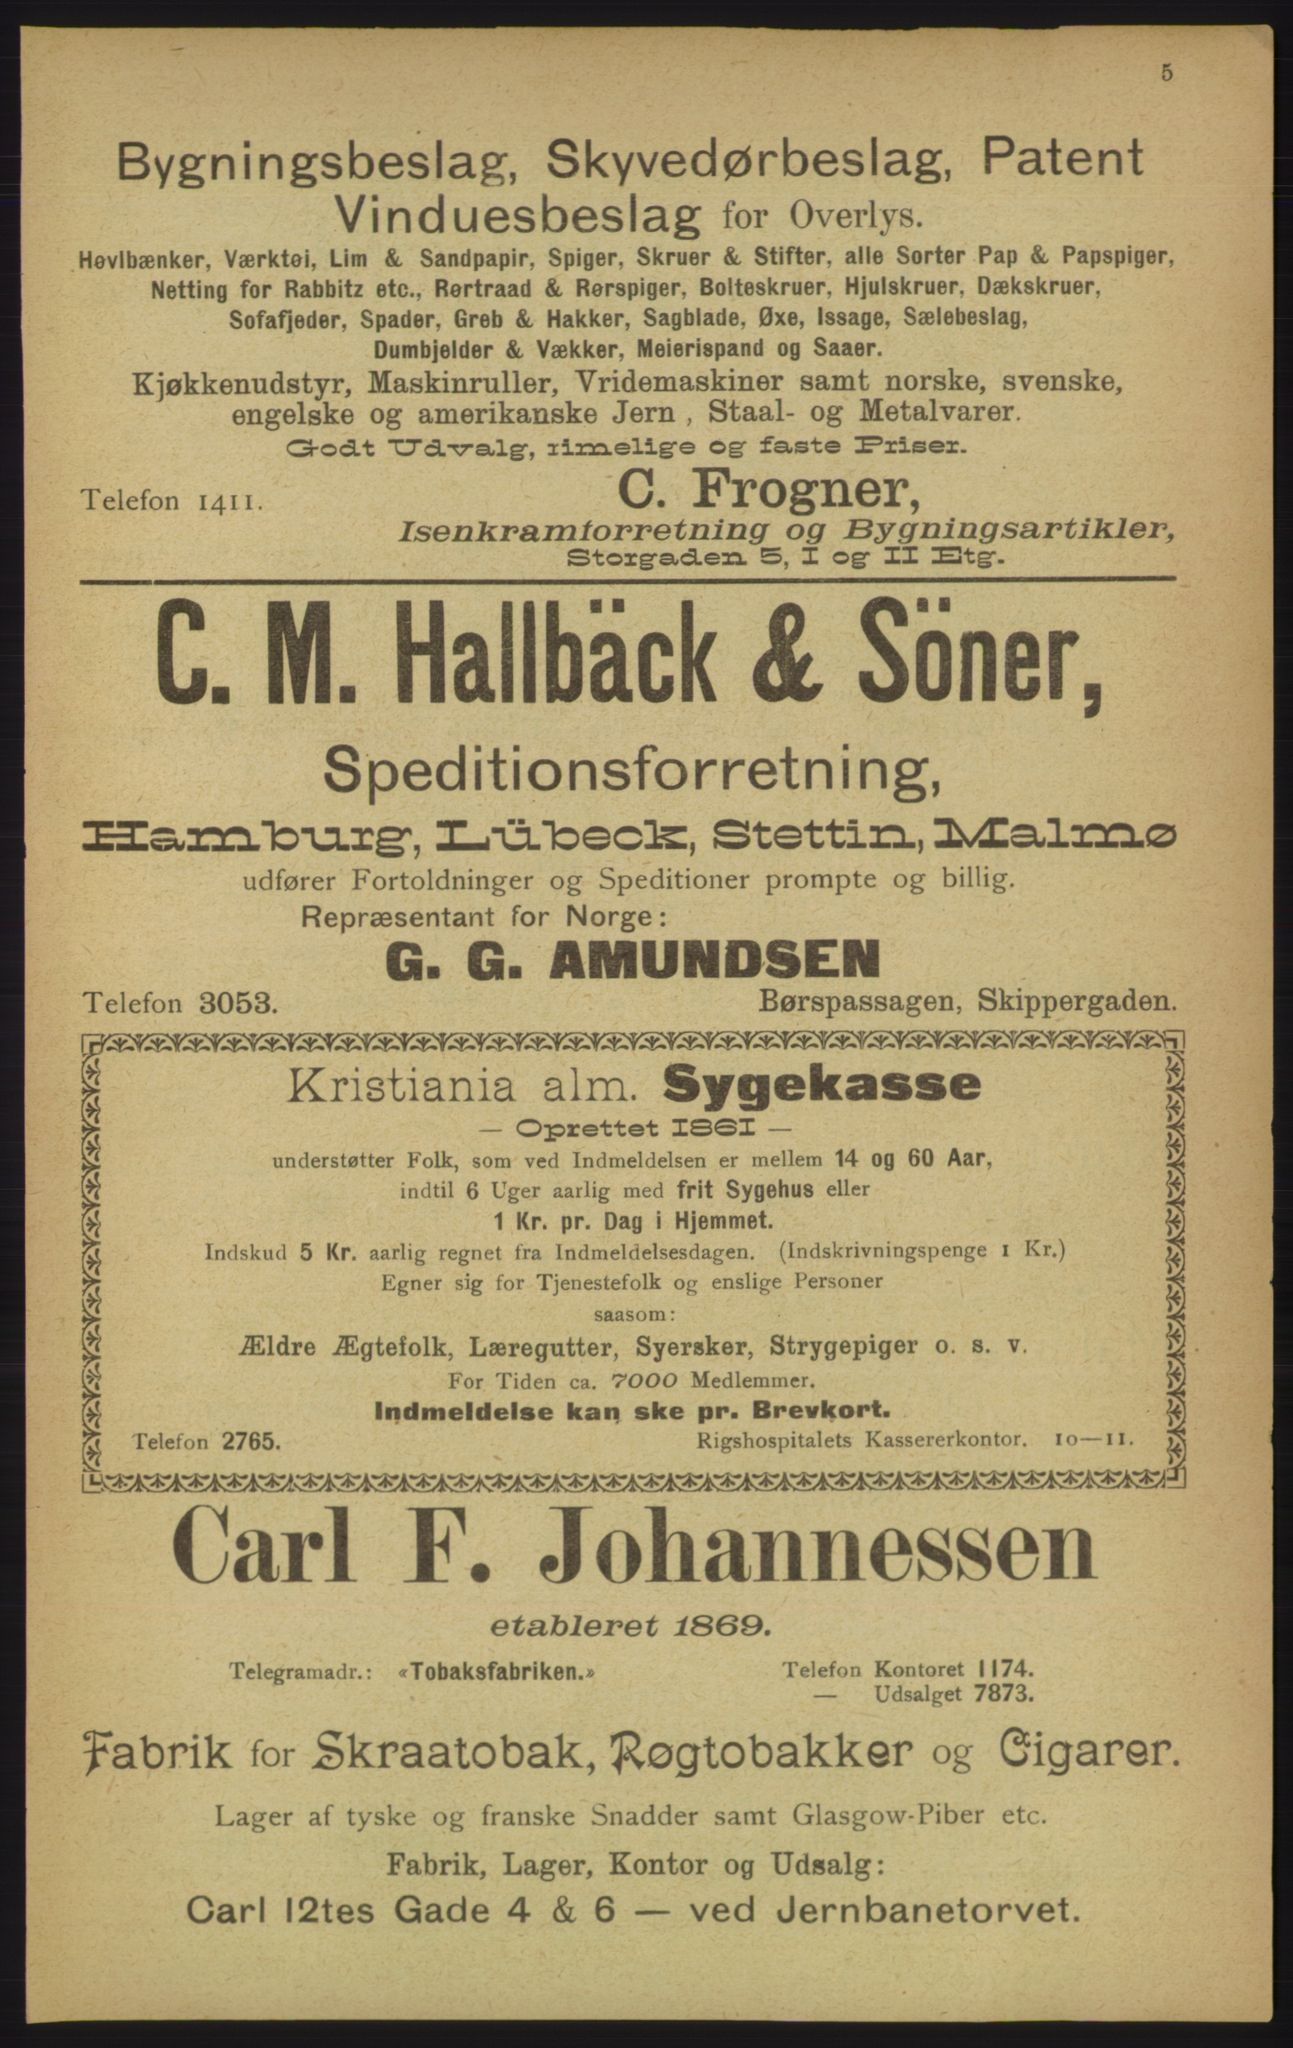 5
Bygningsbeslag, Skyvedørbeslag, Patent
Vinduesbeslag for Overlys.
Høvlbænker, Værktøi, Lim & Sandpapir, Spiger, Skruer & Stifter, alle Sorter Pap & Papspiger,
Netting for Rabbitz etc., Rørtraad & Rørspiger, Bolteskruer, Hjulskruer, Dækskruer,
Sofafjeder, Spader, Greb & Hakker, Sagblade, Øxe, Issage, Sælebeslag,
Dumbjelder & Vækker, Meierispand og Saaer.
Kjøkkenudstyr, Maskinruller, Vridemaskiner samt norske, svenske,
engelske og amerikanske Jern , Staal- og Metalvarer.
Godt Udvalg, rimelige og faste Priser.
Telefon 1411.
C. Frogner,
Isenkramforretning og Bygningsartikler,
Storgaden 5, I og II Etg.
C. M. Hallbäck & Söner,
Speditionsforretning,
Hamburg, Lübeck, Stettin, Malmø
udfører Fortoldninger og Speditioner prompte og billig.
Repræsentant for Norge:
G. G. AMUNDSEN
Telefon 3053.
Børspassagen, Skippergaden.
Kristiania alm. Sygekasse
— Oprettet 1861 —
understøtter Folk, som ved Indmeldelsen er mellem 14 og 60 Aar,
indtil 6 Uger aarlig med frit Sygehus eller
1 Kr. pr. Dag i Hjemmet.
Indskud 5 Kr. aarlig regnet fra Indmeldelsesdagen. (Indskrivningspenge 1 Kr.)
Egner sig for Tjenestefolk og enslige Personer
saasom:
Ældre Ægtefolk, Læregutter, Syersker, Strygepiger o. s. v.
For Tiden ca. 7000 Medlemmer.
Indmeldelse kan ske pr. Brevkort.
Telefon 2765.
Rigshospitalets Kassererkontor. 10—11.
Carl F. Johannessen
etableret 1869.
Telegramadr.: «Tobaksfabriken.»
Telefon Kontoret 1174.
— Udsalget 7873.
Fabrik for Skraatobak, Røgtobakker og Cigarer.
Lager af tyske og franske Snadder samt Glasgow-Piber etc.
Fabrik, Lager, Kontor og Udsalg:
Carl 12tes Gade 4 & 6 — ved Jernbanetorvet.